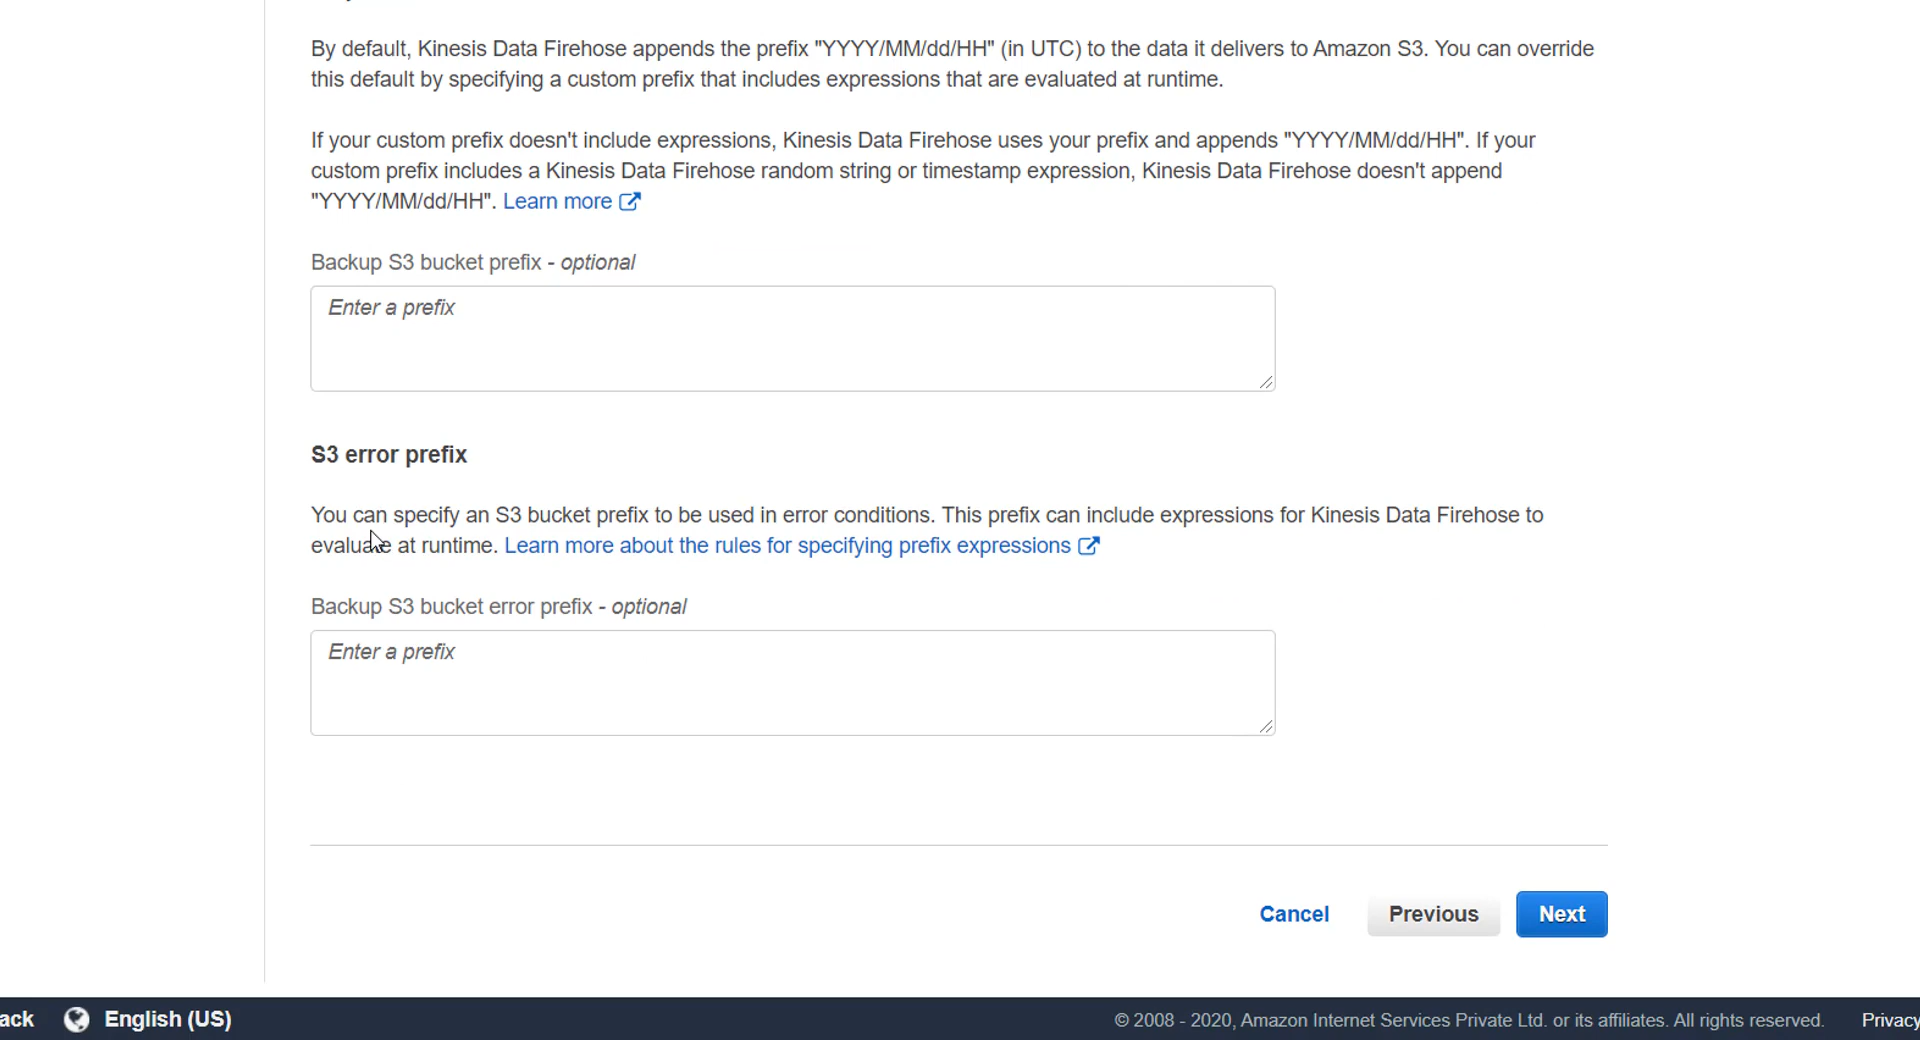 By default, Kinesis Data Firehose appends the prefix "YYYY/MM/dd/HH" (in UTC) to the data it delivers to Amazon S3. You can override
this default by specifying a custom prefix that includes expressions that are evaluated at runtime.
If your custom prefix doesn't include expressions, Kinesis Data Firehose uses your prefix and appends "YYYY/MM/dd/HH". If your
custom prefix includes a Kinesis Data Firehose random string or timestamp expression, Kinesis Data Firehose doesn't append
"YYYY/MM/dd/HH". Learn more
Backup S3 bucket prefix - optional
Enter a prefix
S3 error prefix
You can specify an S3 bucket prefix to be used in error conditions. This prefix can include expressions for Kinesis Data Firehose to
evaluate at runtime. Learn more about the rules for specifying prefix expressions
Backup S3 bucket error prefix - optional
Enter a prefix
Cancel Previous Next
ack English (US) © 2008 - 2020, Amazon Internet Services Private Ltd. or its affiliates. All rights reserved. Privacy